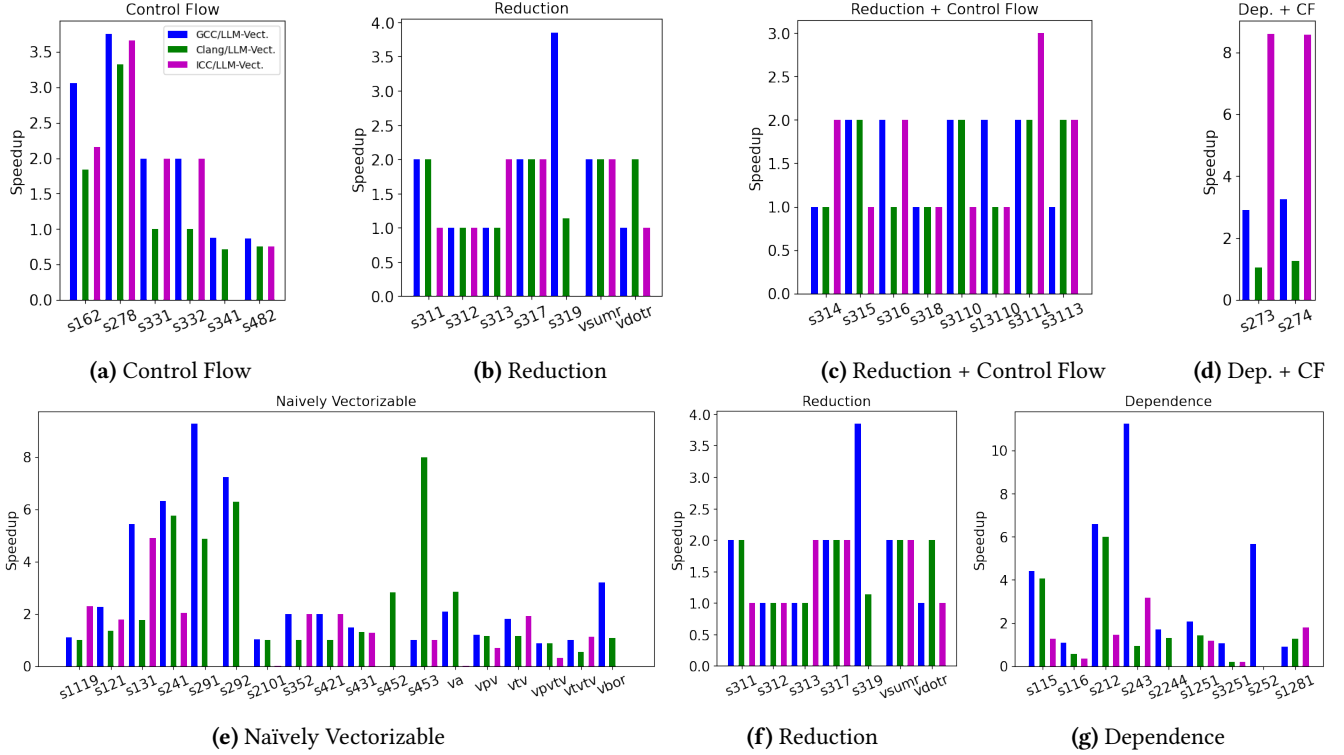 Control Flow
GCC/LLM-Vect.
Clang/LLM-Vect.
ICC/LLM-Vect.
Speedup
3.5
3.0
2.5
2.0
1.5
1.0
0.5
0.0
s162 s278 s331 s332 s341 s482
(a) Control Flow
Reduction
Speedup
4.0
3.5
3.0
2.5
2.0
1.5
1.0
0.5
0.0
s311 s312 s313 s317 s319 vsumr vdotr
(b) Reduction
Reduction + Control Flow
Speedup
3.0
2.5
2.0
1.5
1.0
0.5
0.0
s314 s315 s316 s318 s3110 s13110 s3111 s3113
(c) Reduction + Control Flow
Dep. + CF
Speedup
8
6
4
2
0
s273 s274
(d) Dep. + CF
Naively Vectorizable
Speedup
8
6
4
2
0
s1119 s121 s131 s241 s291 s292 s2101 s352 s421 s431 s452 s453 va vpv vtv vpvtv vtvtv vbor
(e) Naïvely Vectorizable
Reduction
Speedup
4.0
3.5
3.0
2.5
2.0
1.5
1.0
0.5
0.0
s311 s312 s313 s317 s319 vsumr vdotr
(f) Reduction
Dependence
Speedup
10
8
6
4
2
0
s115 s116 s212 s243 s2244 s1251 s3251 s252 s1281
(g) Dependence